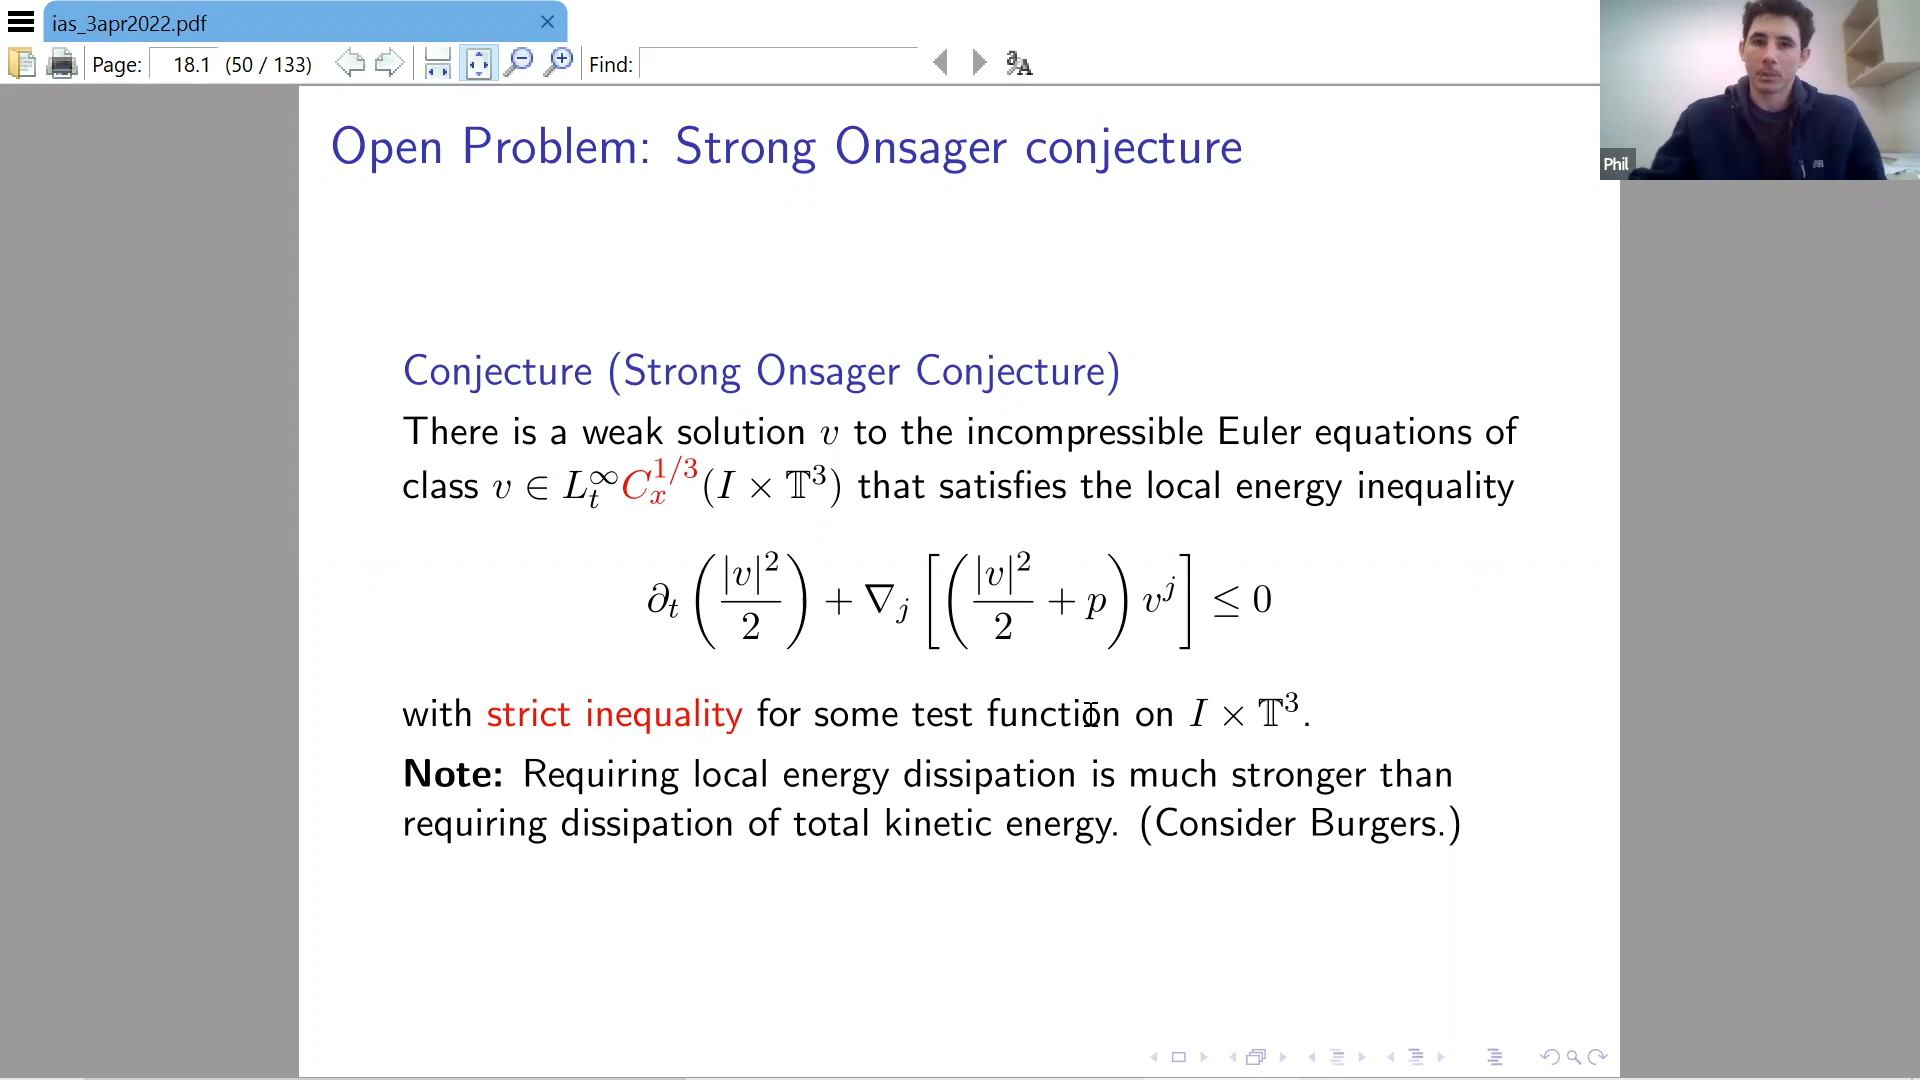 ias_3apr2022.pdf
Page: 18.1 (50 / 133) Find:
Phil
Open Problem: Strong Onsager conjecture
Conjecture (Strong Onsager Conjecture)
There is a weak solution v to the incompressible Euler equations of
class v ∈ L_t^∞ C_x^{1/3}(I × 𝕋³) that satisfies the local energy inequality
∂_t (|v|²/2) + ∇_j [(|v|²/2 + p) v^j] ≤ 0
with strict inequality for some test function on I × 𝕋³.
Note: Requiring local energy dissipation is much stronger than
requiring dissipation of total kinetic energy. (Consider Burgers.)